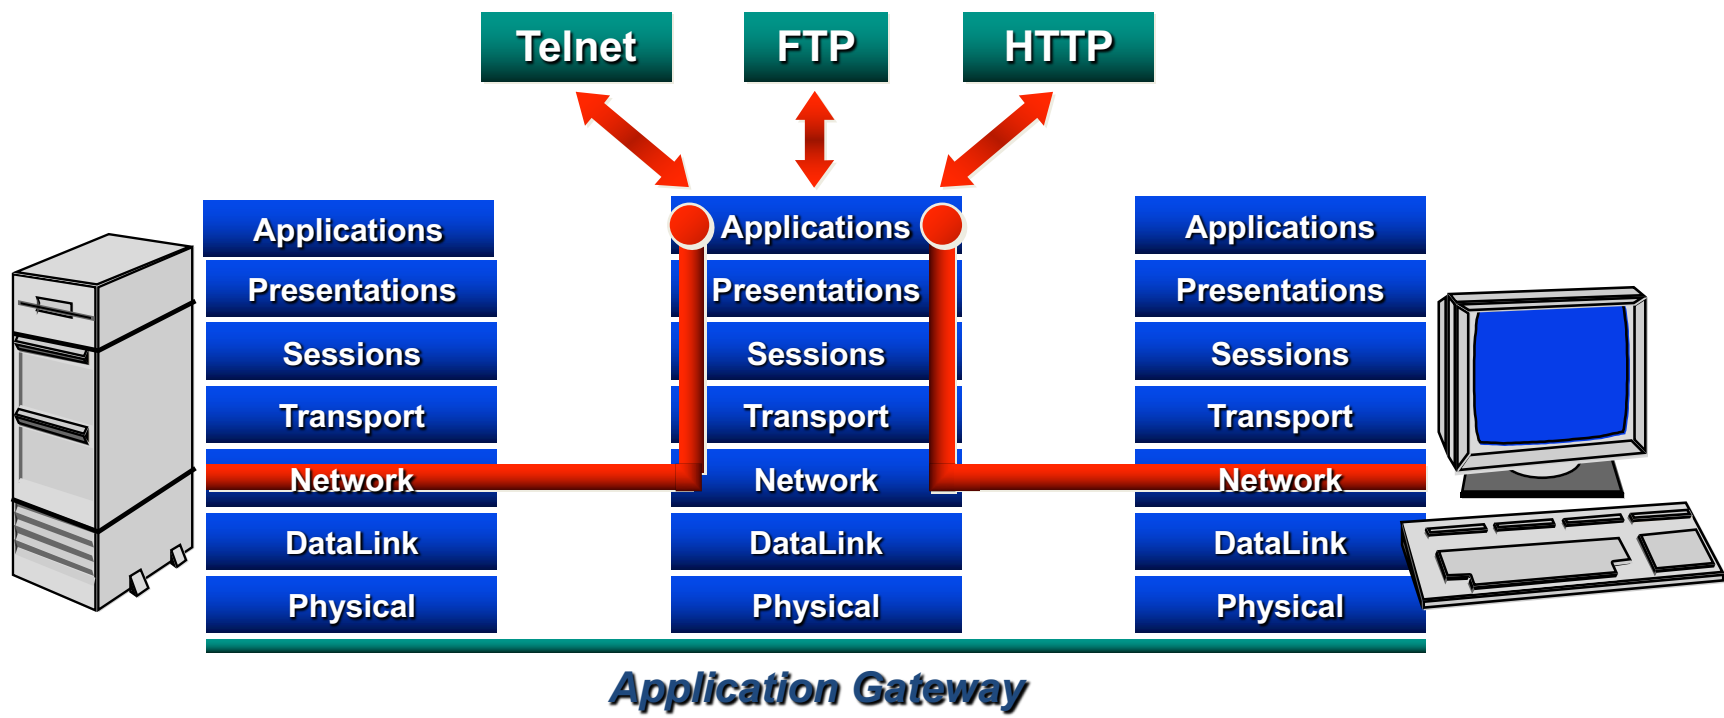 Telnet FTP HTTP
Applications Applications Applications
Presentations Presentations Presentations
Sessions Sessions Sessions
Transport Transport Transport
Network Network Network
DataLink DataLink DataLink
Physical Physical Physical
Application Gateway